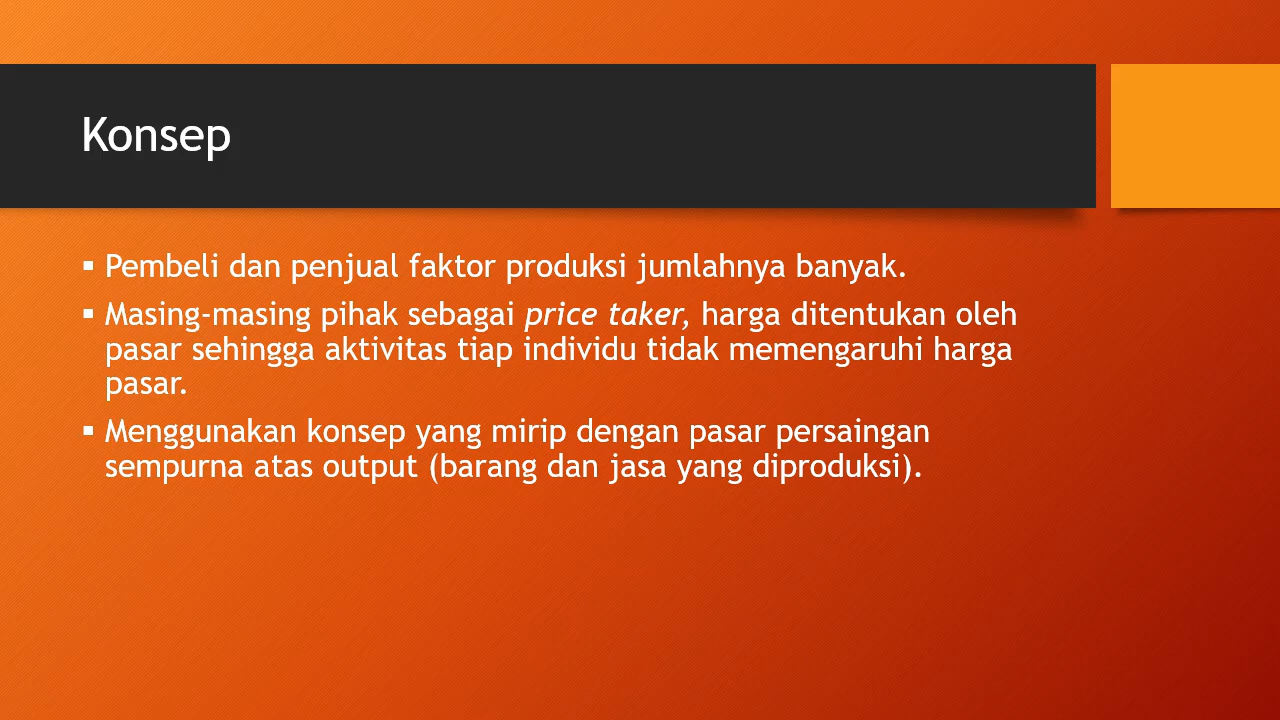 Konsep
▪ Pembeli dan penjual faktor produksi jumlahnya banyak.
▪ Masing-masing pihak sebagai price taker, harga ditentukan oleh
pasar sehingga aktivitas tiap individu tidak memengaruhi harga
pasar.
▪ Menggunakan konsep yang mirip dengan pasar persaingan
sempurna atas output (barang dan jasa yang diproduksi).